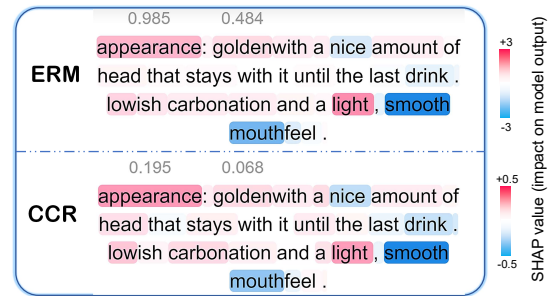 0.985 0.484
appearance: goldenwith a nice amount of
ERM head that stays with it until the last drink .
lowish carbonation and a light , smooth
mouthfeel .
0.195 0.068
appearance: goldenwith a nice amount of
CCR head that stays with it until the last drink .
lowish carbonation and a light , smooth
mouthfeel .
+3
-3
+0.5
-0.5
SHAP value (impact on model output)